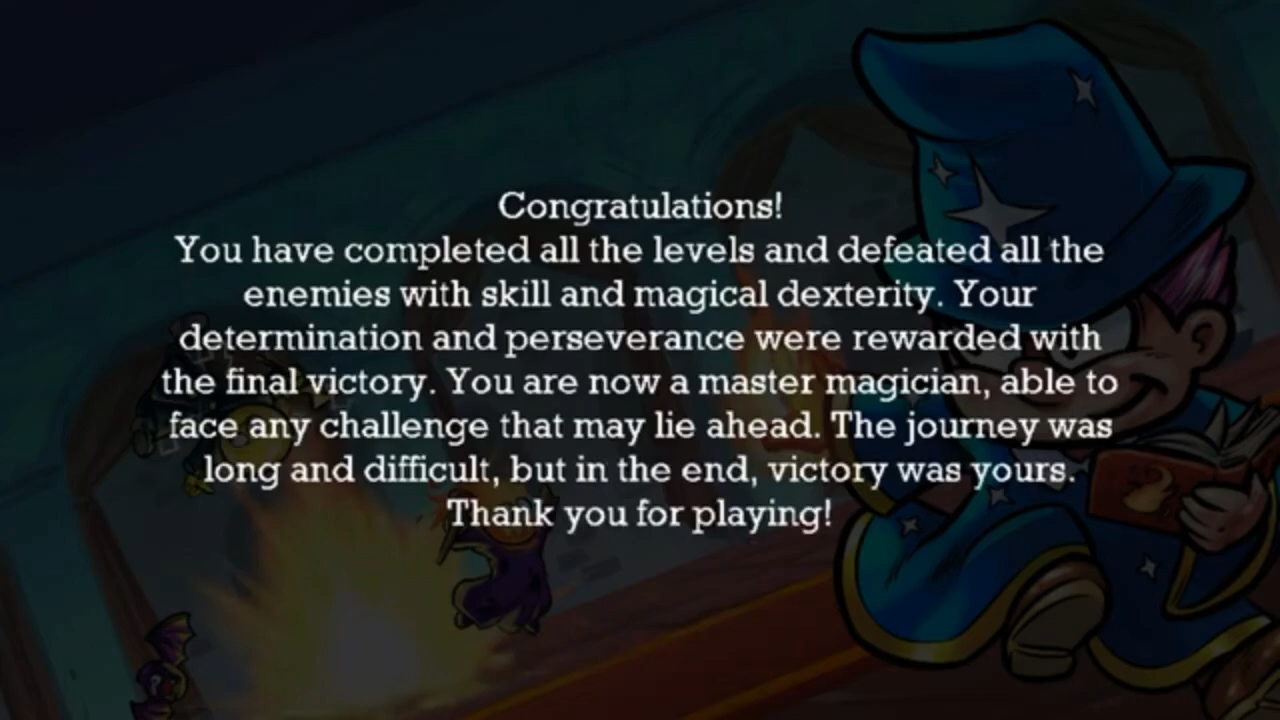 Congratulations!
You have completed all the levels and defeated all the
enemies with skill and magical dexterity. Your
determination and perseverance were rewarded with
the final victory. You are now a master magician, able to
face any challenge that may lie ahead. The journey was
long and difficult, but in the end, victory was yours.
Thank you for playing!